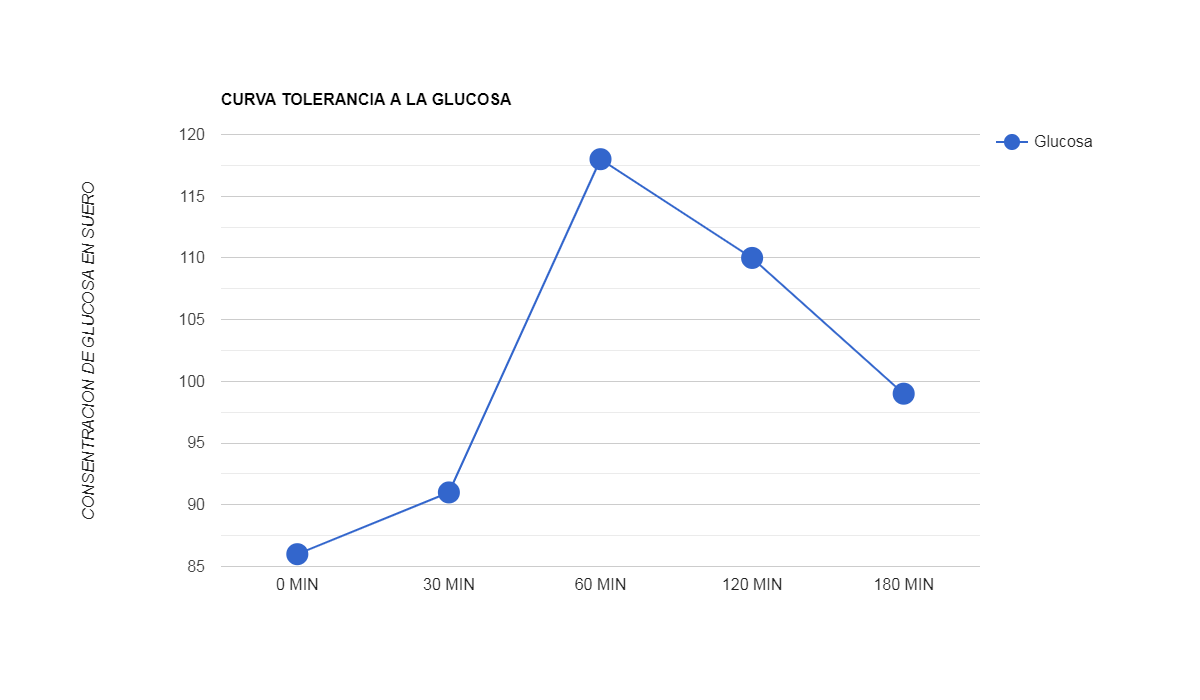 CURVA TOLERANCIA A LA GLUCOSA
Glucosa
CONSENTRACION DE GLUCOSA EN SUERO
120
115
110
105
100
95
90
85
0 MIN
30 MIN
60 MIN
120 MIN
180 MIN